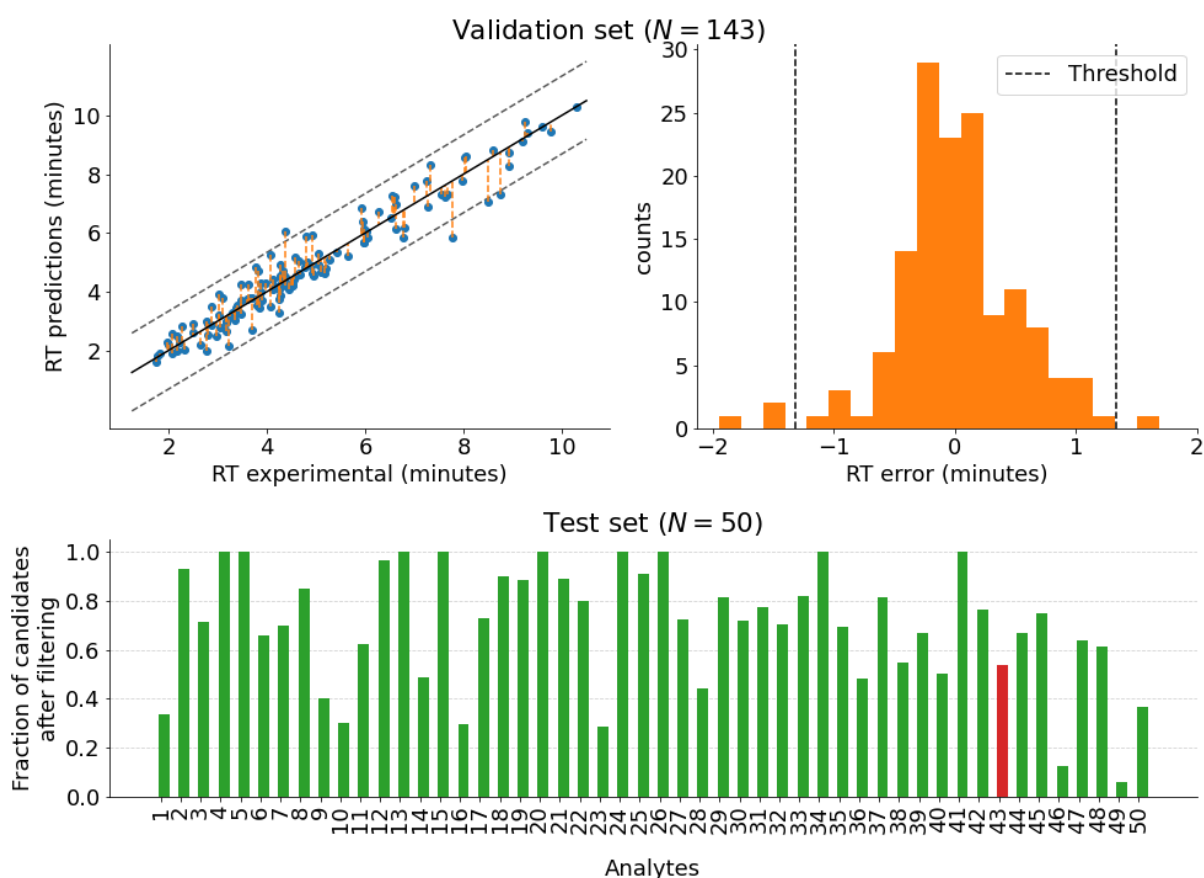 Validation set (N = 143)
RT predictions (minutes)
10
8
6
4
2
2 4 6 8 10
RT experimental (minutes)
counts
30
25
20
15
10
5
0
Threshold
−2 −1 0 1 2
RT error (minutes)
Test set (N = 50)
Fraction of candidates
after filtering
1.0
0.8
0.6
0.4
0.2
0.0
1 2 3 4 5 6 7 8 9 10 11 12 13 14 15 16 17 18 19 20 21 22 23 24 25 26 27 28 29 30 31 32 33 34 35 36 37 38 39 40 41 42 43 44 45 46 47 48 49 50
Analytes